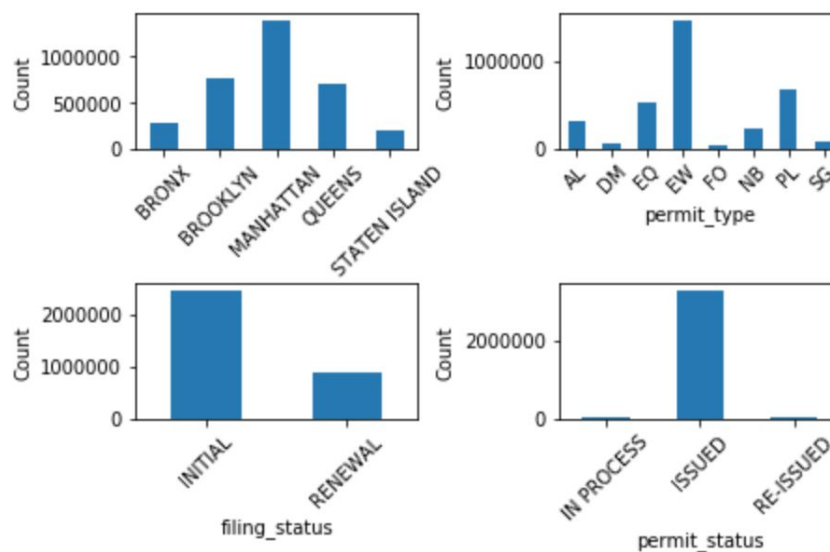 Count
1000000
500000
0
BRONX
BROOKLYN
MANHATTAN
QUEENS
STATEN ISLAND
Count
1000000
0
AL
DM
EQ
EW
FO
NB
PL
SG
permit_type
Count
2000000
1000000
0
INITIAL
RENEWAL
filing_status
Count
2000000
0
IN PROCESS
ISSUED
RE-ISSUED
permit_status